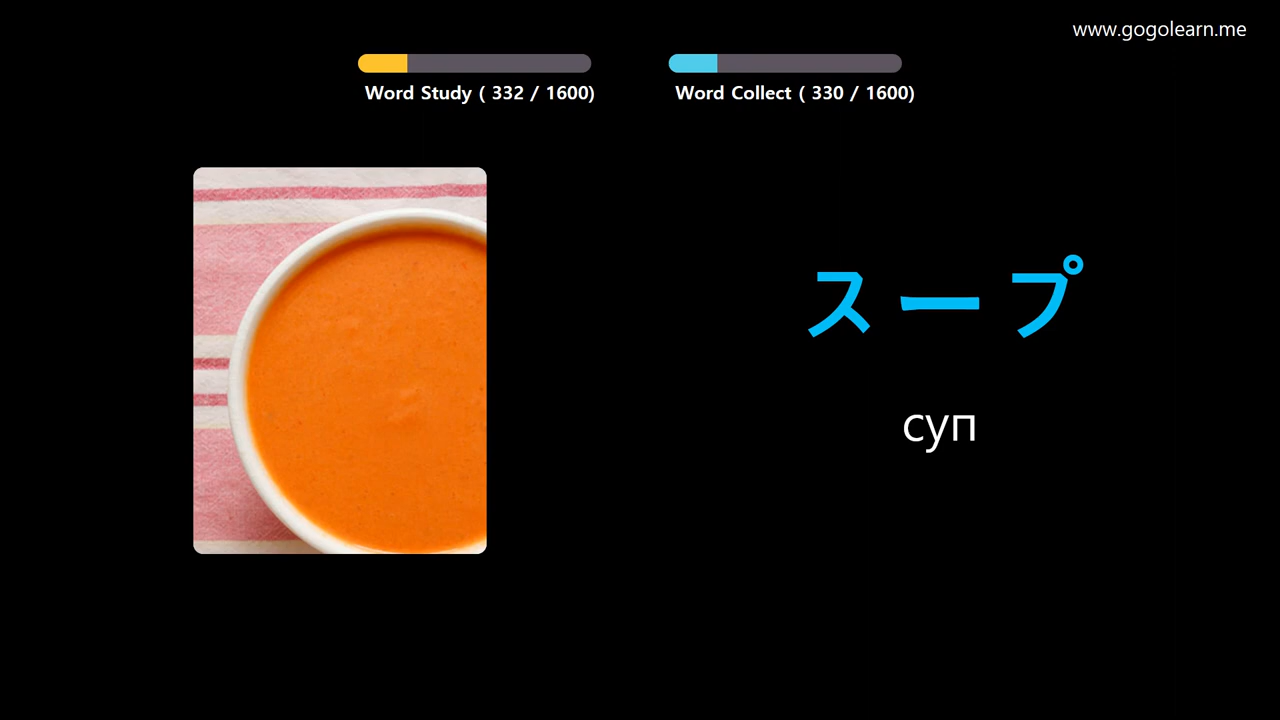 www.gogolearn.me
Word Study ( 332 / 1600)
Word Collect ( 330 / 1600)
スープ
суп